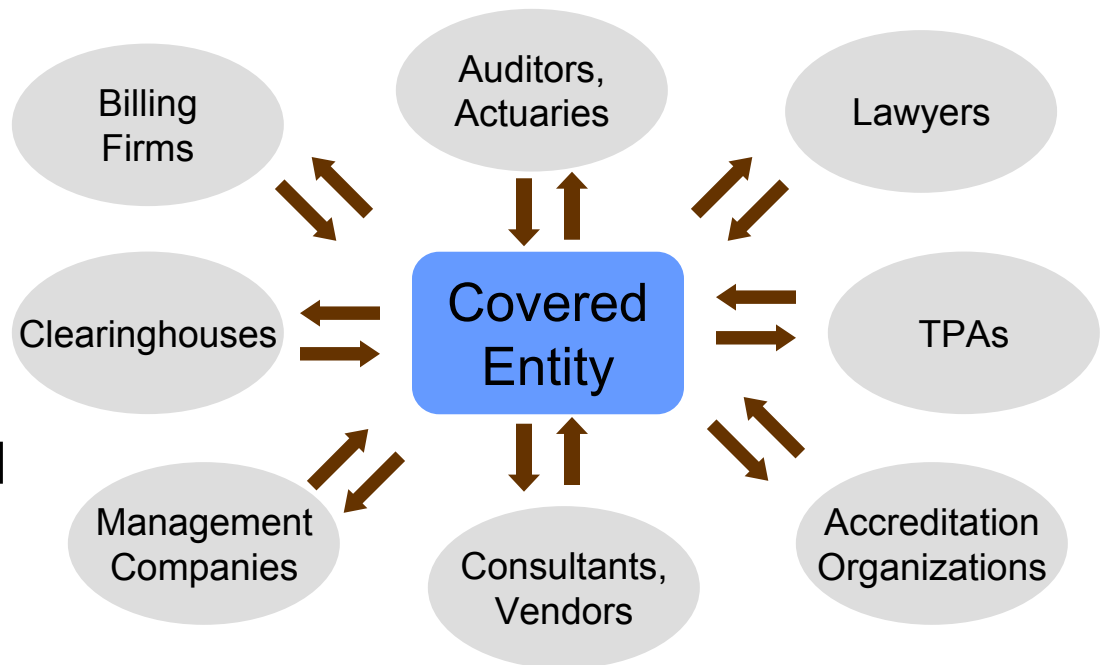 Billing
Firms
Auditors,
Actuaries
Lawyers
Clearinghouses
Covered
Entity
TPAs
Management
Companies
Consultants,
Vendors
Accreditation
Organizations